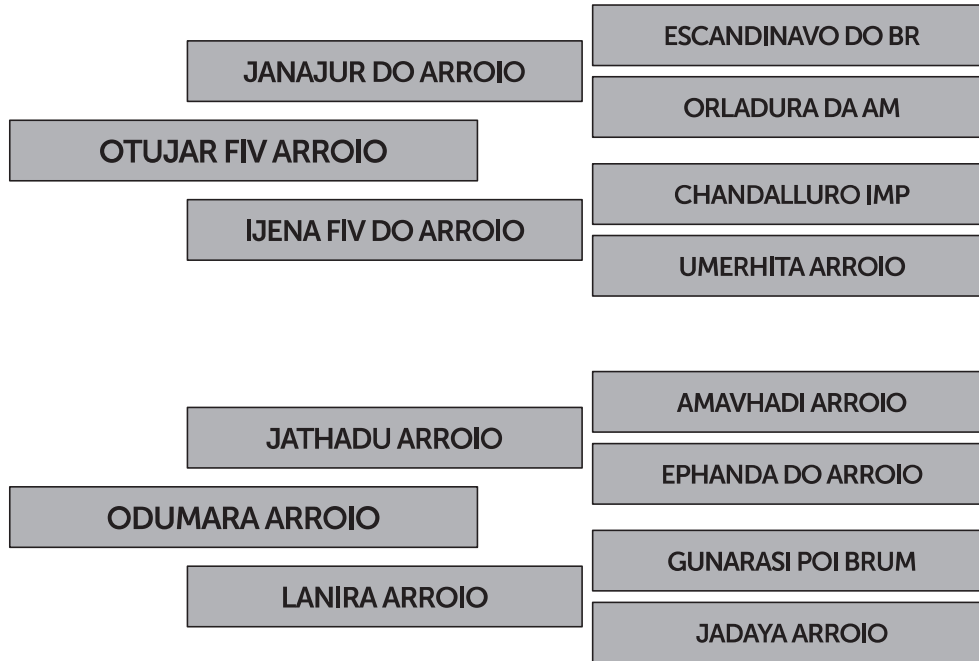 ESCANDINAVO DO BR
JANAJUR DO ARROIO
ORLADURA DA AM
OTUJAR FIV ARROIO
CHANDALLURO IMP
IJENA FIV DO ARROIO
UMERHITA ARROIO
AMAVHADI ARROIO
JATHADU ARROIO
EPHANDA DO ARROIO
ODUMARA ARROIO
GUNARASI POI BRUM
LANIRA ARROIO
JADAYA ARROIO